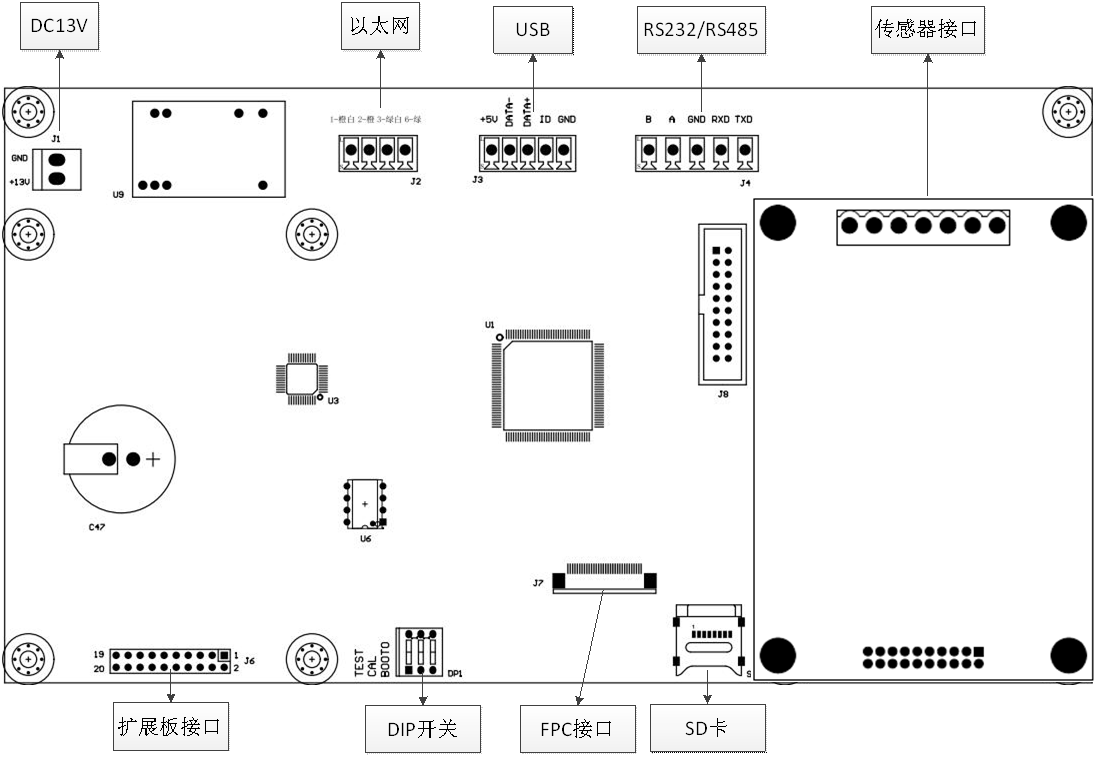 DC13V
以太网
USB
RS232/RS485
传感器接口
J1
GND
+13V
U9
1-橙白 2-橙 3-绿白 6-绿
J2
+5V DATA- DATA+ ID GND
J3
B A GND RXD TXD
J4
J8
U1
U3
C47
U6
J7
19 1
20 2
J6
TEST
CAL
BOOTO
DP1
1
S
扩展板接口
DIP开关
FPC接口
SD卡